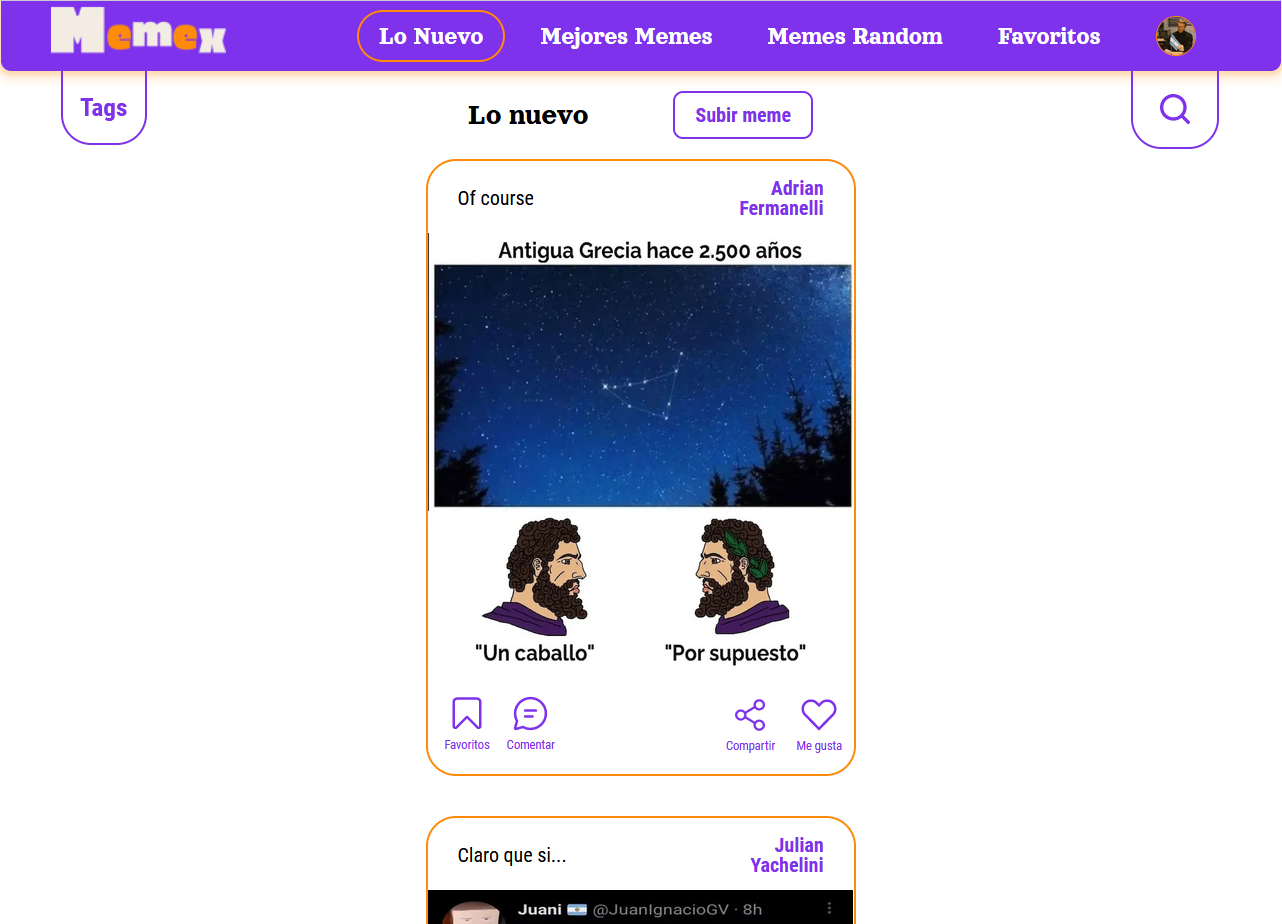 Memex
Lo Nuevo
Mejores Memes
Memes Random
Favoritos
Tags
Lo nuevo
Subir meme
Of course
Adrian
Fermanelli
Antigua Grecia hace 2.500 años
"Un caballo"
"Por supuesto"
Favoritos
Comentar
Compartir
Me gusta
Claro que si...
Julian
Yachelini
Juani 🇦🇷 @JuanIgnacioGV · 8h